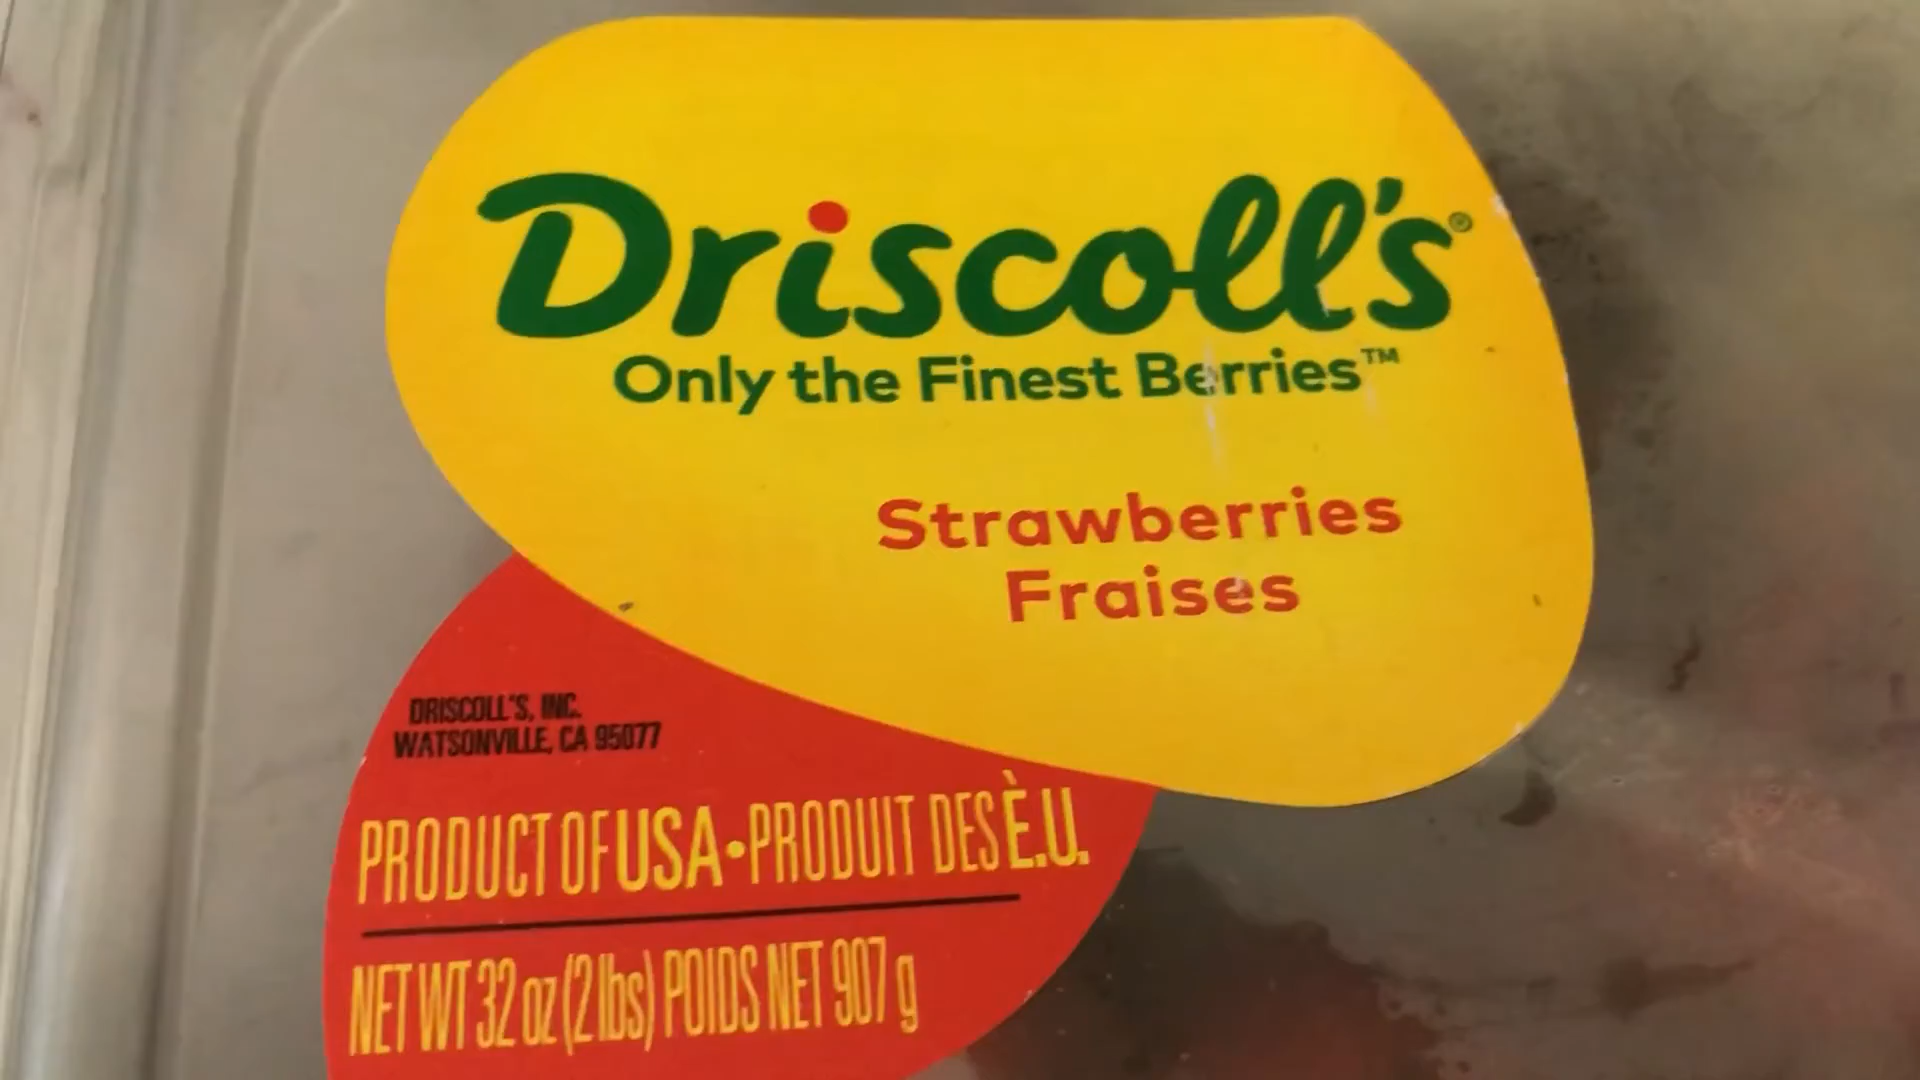 Driscoll's®
Only the Finest Berries™
Strawberries
Fraises
DRISCOLL'S, INC.
WATSONVILLE, CA 95077
PRODUCT OF USA•PRODUIT DES È.U.
NET WT 32 oz (2 lbs) POIDS NET 907 g